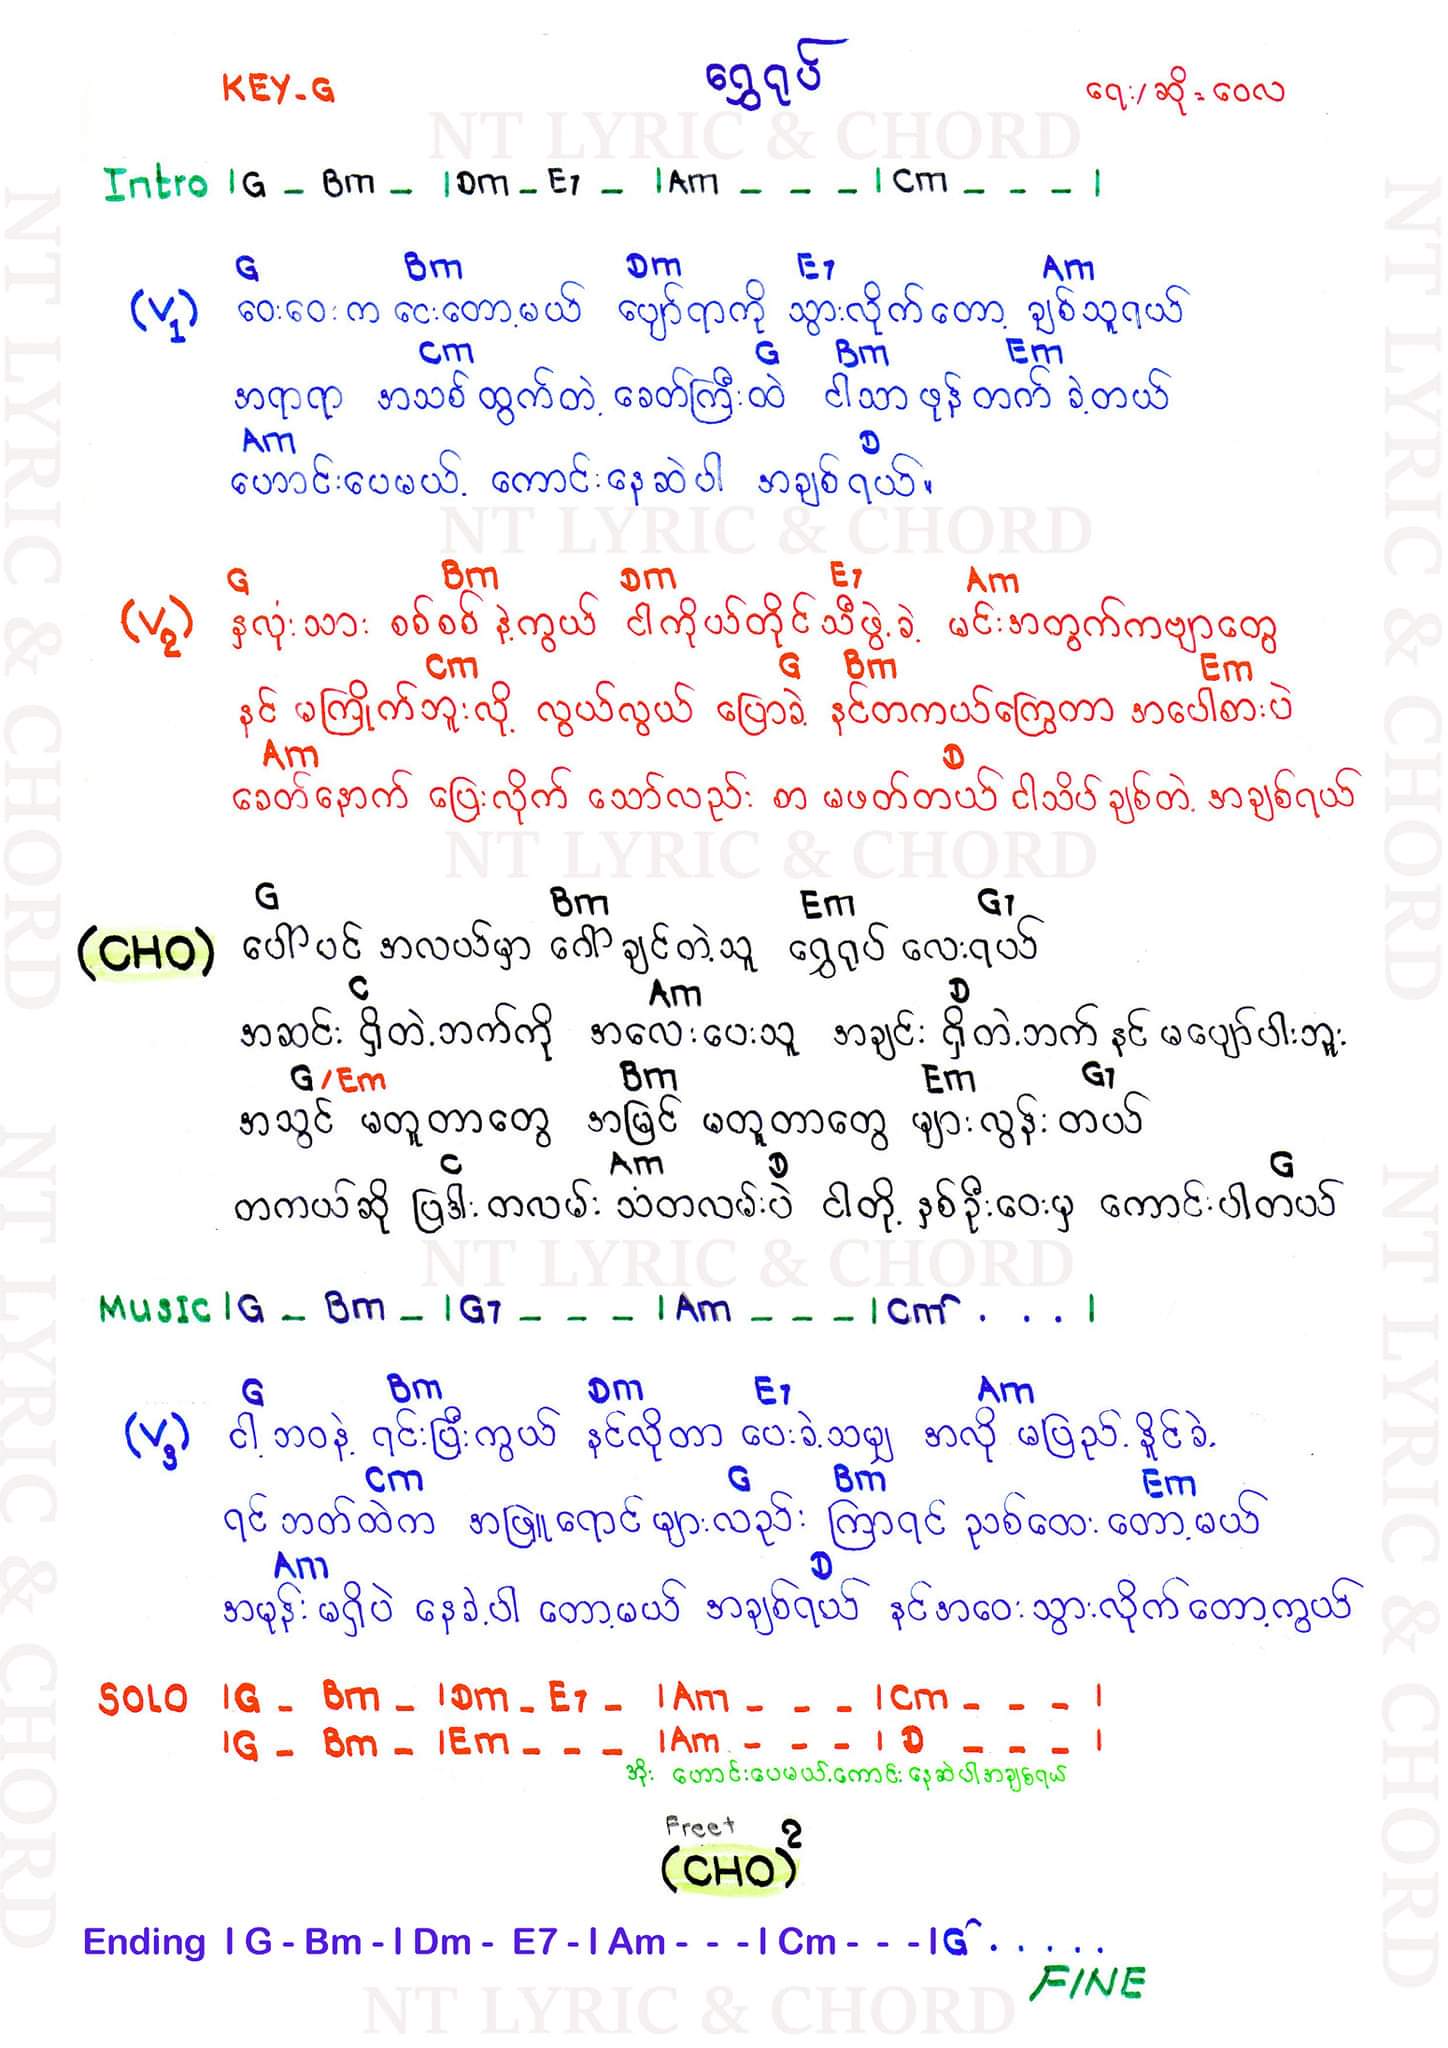 KEY-G
ရွှေရုပ်
ရေး/ဆို = ဝေလ
NT LYRIC & CHORD
Intro |G _ Bm _ |Dm _ E7 _ |Am _ _ _ |Cm _ _ _ |
G Bm Dm E7 Am
(V1) ဝေးဝေးက ငေးတော့မယ် ပျော်ရာကို သွားလိုက်တော့ ချစ်သူရယ်
Cm G Bm Em
အရာရာ အသစ်ထွက်တဲ့ ခေတ်ကြီးထဲ ငါသာ ဖုန်တက်ခဲ့တယ်
Am D
ဟောင်းပေမယ့် ကောင်းနေဆဲပါ အချစ်ရယ်။
NT LYRIC & CHORD
G Bm Dm E7 Am
(V2) နှလုံးသား စစ်စစ်နဲ့ကွယ် ငါကိုယ်တိုင်သီဖွဲ့ခဲ့ မင်းအတွက်ကဗျာတွေ
Cm G Bm Em
နင် မကြိုက်ဘူးလို့ လွယ်လွယ် ပြောခဲ့ နင်တကယ်ကြွေတာ အပေါစားပဲ
Am D
ခေတ်နောက် ပြေးလိုက် သော်လည်း စာ မဖတ်တယ် ငါသိပ်ချစ်တဲ့ အချစ်ရယ်
NT LYRIC & CHORD
G Bm Em G7
(CHO) ပေါ်ပင် အလယ်မှာ ခေါ်ချင်တဲ့သူ ရွှေရုပ် လေးရယ်
C Am D
အဆင်း ရှိတဲ့ဘက်ကို အလေးပေးသူ အချင်း ရှိတဲ့ဘက် နင် မပျော်ပါးဘူး
G/Em Bm Em G7
အသွင် မတူတာတွေ အမြင် မတူတာတွေ များလွန်းတယ်
C Am D G
တကယ်ဆို ပြဒါးတလမ်း သံတလမ်းပဲ ငါတို့ နှစ်ဦးဝေးမှ ကောင်းပါတယ်
NT LYRIC & CHORD
MUSIC |G _ Bm _ |G7 _ _ _ |Am _ _ _ |Cm . . . . |
G Bm Dm E7 Am
(V3) ငါ့ဘဝနဲ့ ရင်းပြီးကွယ် နင်လိုတာ ပေးခဲ့သမျှ အလို မပြည့်နိုင်ခဲ့
Cm G Bm Em
ရင်ဘတ်ထဲက အဖြူရောင်များလည်း ကြာရင် ညစ်ထေးတော့မယ်
Am D
အမုန်းမရှိပဲ နေခဲ့ပါ တော့မယ် အချစ်ရယ် နင်အဝေးသွားလိုက်တော့ကွယ်
SOLO |G _ Bm _ |Dm _ E7 _ |Am _ _ _ |Cm _ _ _ |
|G _ Bm _ |Em _ _ _ |Am _ _ _ | D _ _ _ |
အိုး ဟောင်းပေမယ့်ကောင်းနေဆဲပါအချစ်ရယ်
Freet
(CHO)2
Ending | G - Bm - | Dm - E7 - | Am - - - | Cm - - - | G . . . . .
FINE
NT LYRIC & CHORD